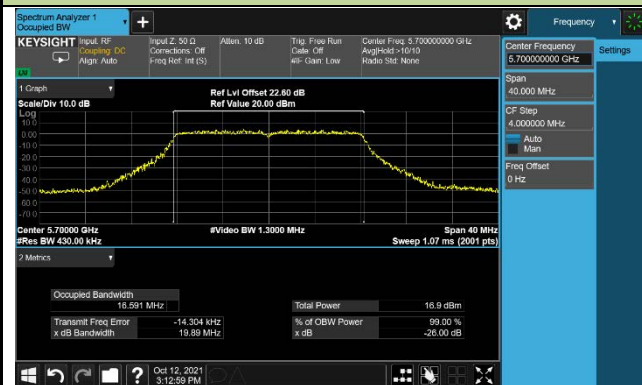 Spectrum Analyzer 1
Occupied BW
Frequency
KEYSIGHT
Input: RF
Coupling: DC
Align: Auto
Input Z: 50 Ω
Corrections: Off
Freq Ref: Int (S)
Atten: 10 dB
Trig: Free Run
Gate: Off
#IF Gain: Low
Center Freq: 5.700000000 GHz
Avg|Hold:>10/10
Radio Std: None
Center Frequency
5.700000000 GHz
Settings
Span
40.000 MHz
CF Step
4.000000 MHz
Auto
Man
Freq Offset
0 Hz
1 Graph
Scale/Div 10.0 dB
Ref Lvl Offset 22.60 dB
Ref Value 20.00 dBm
Log
10.0
0.00
-10.0
-20.0
-30.0
-40.0
-50.0
-60.0
-70.0
Center 5.70000 GHz
#Res BW 430.00 kHz
#Video BW 1.3000 MHz
Span 40 MHz
Sweep 1.07 ms (2001 pts)
2 Metrics
Occupied Bandwidth
16.591 MHz
Total Power 16.9 dBm
Transmit Freq Error -14.304 kHz
% of OBW Power 99.00 %
x dB Bandwidth 19.89 MHz
x dB -26.00 dB
Oct 12, 2021
3:12:59 PM